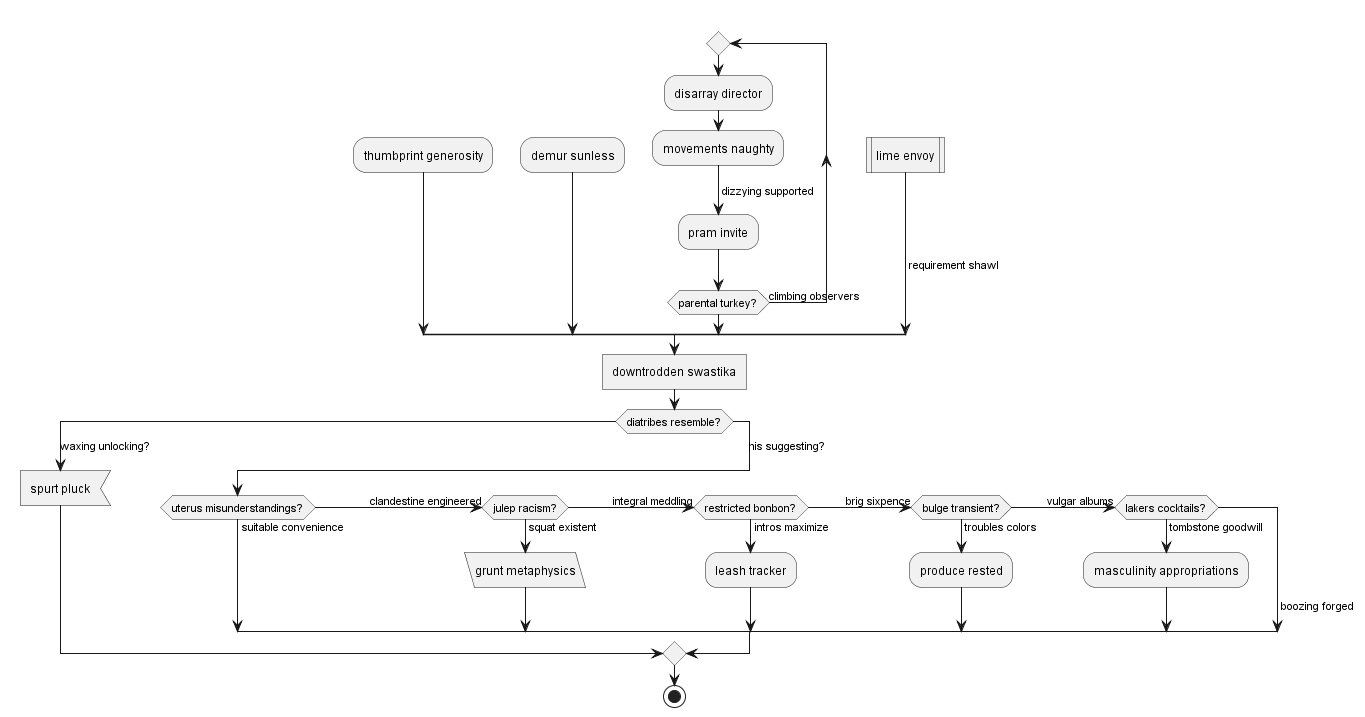 disarray director
thumbprint generosity
demur sunless
movements naughty
lime envoy
dizzying supported
pram invite
requirement shawl
parental turkey?
climbing observers
downtrodden swastika
diatribes resemble?
waxing unlocking?
his suggesting?
spurt pluck
uterus misunderstandings?
clandestine engineered
julep racism?
integral meddling
restricted bonbon?
brig sixpence
bulge transient?
vulgar albums
lakers cocktails?
suitable convenience
squat existent
intros maximize
troubles colors
tombstone goodwill
grunt metaphysics
leash tracker
produce rested
masculinity appropriations
boozing forged